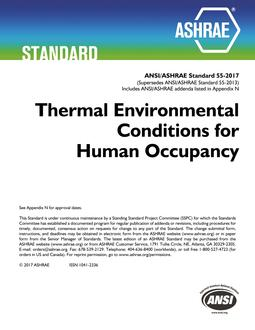 ASHRAE
STANDARD
ANSI/ASHRAE Standard 55-2017
(Supersedes ANSI/ASHRAE Standard 55-2013)
Includes ANSI/ASHRAE addenda listed in Appendix N
Thermal Environmental
Conditions for
Human Occupancy
See Appendix N for approval dates.
This Standard is under continuous maintenance by a Standing Standard Project Committee (SSPC) for which the Standards
Committee has established a documented program for regular publication of addenda or revisions, including procedures for
timely, documented, consensus action on requests for change to any part of the Standard. The change submittal form,
instructions, and deadlines may be obtained in electronic form from the ASHRAE website (www.ashrae.org) or in paper
form from the Senior Manager of Standards. The latest edition of an ASHRAE Standard may be purchased from the
ASHRAE website (www.ashrae.org) or from ASHRAE Customer Service, 1791 Tullie Circle, NE, Atlanta, GA 30329-2305.
E-mail: orders@ashrae.org. Fax: 678-539-2129. Telephone: 404-636-8400 (worldwide), or toll free 1-800-527-4723 (for
orders in US and Canada). For reprint permission, go to www.ashrae.org/permissions.
© 2017 ASHRAE ISSN 1041-2336
ANSI